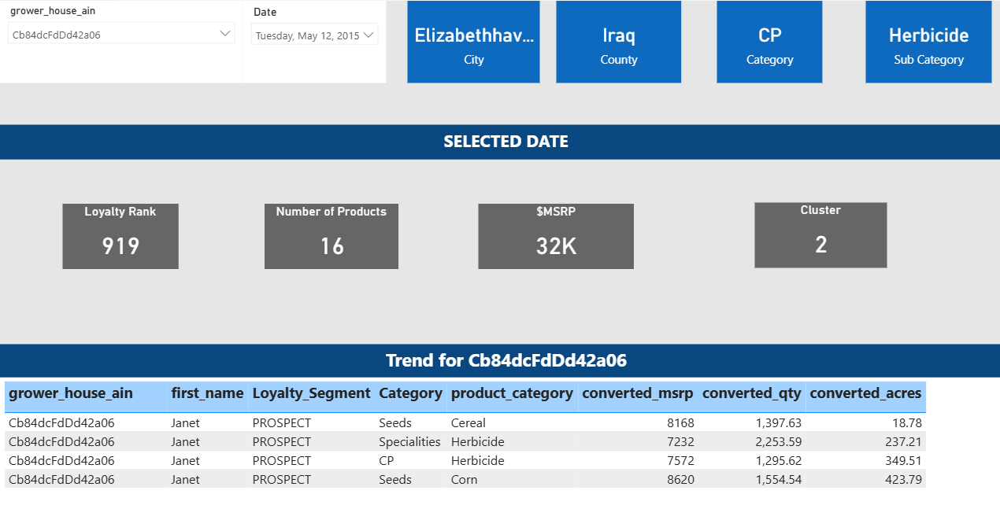 grower_house_ain
Cb84dcFdDd42a06
Date
Tuesday, May 12, 2015
Elizabethhav...
City
Iraq
County
CP
Category
Herbicide
Sub Category
SELECTED DATE
Loyalty Rank
919
Number of Products
16
$MSRP
32K
Cluster
2
Trend for Cb84dcFdDd42a06
grower_house_ain first_name Loyalty_Segment Category product_category converted_msrp converted_qty converted_acres
Cb84dcFdDd42a06 Janet PROSPECT Seeds Cereal 8168 1,397.63 18.78
Cb84dcFdDd42a06 Janet PROSPECT Specialities Herbicide 7232 2,253.59 237.21
Cb84dcFdDd42a06 Janet PROSPECT CP Herbicide 7572 1,295.62 349.51
Cb84dcFdDd42a06 Janet PROSPECT Seeds Corn 8620 1,554.54 423.79